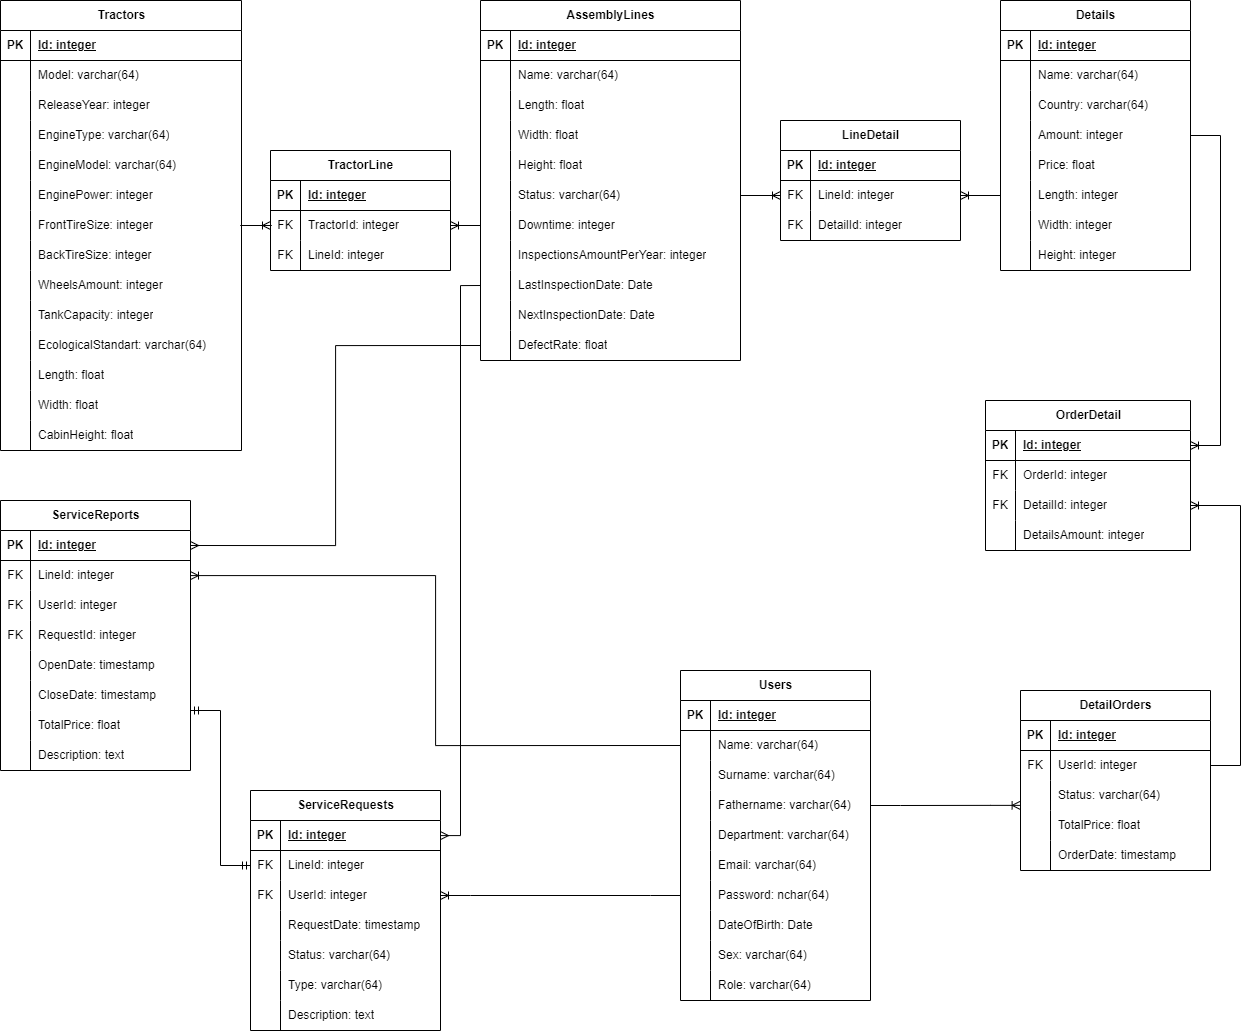 Tractors
PK Id: integer
Model: varchar(64)
ReleaseYear: integer
EngineType: varchar(64)
EngineModel: varchar(64)
EnginePower: integer
FrontTireSize: integer
BackTireSize: integer
WheelsAmount: integer
TankCapacity: integer
EcologicalStandart: varchar(64)
Length: float
Width: float
CabinHeight: float
TractorLine
PK Id: integer
FK TractorId: integer
FK LineId: integer
AssemblyLines
PK Id: integer
Name: varchar(64)
Length: float
Width: float
Height: float
Status: varchar(64)
Downtime: integer
InspectionsAmountPerYear: integer
LastInspectionDate: Date
NextInspectionDate: Date
DefectRate: float
LineDetail
PK Id: integer
FK LineId: integer
FK DetailId: integer
Details
PK Id: integer
Name: varchar(64)
Country: varchar(64)
Amount: integer
Price: float
Length: integer
Width: integer
Height: integer
OrderDetail
PK Id: integer
FK OrderId: integer
FK DetailId: integer
DetailsAmount: integer
ServiceReports
PK Id: integer
FK LineId: integer
FK UserId: integer
FK RequestId: integer
OpenDate: timestamp
CloseDate: timestamp
TotalPrice: float
Description: text
ServiceRequests
PK Id: integer
FK LineId: integer
FK UserId: integer
RequestDate: timestamp
Status: varchar(64)
Type: varchar(64)
Description: text
Users
PK Id: integer
Name: varchar(64)
Surname: varchar(64)
Fathername: varchar(64)
Department: varchar(64)
Email: varchar(64)
Password: nchar(64)
DateOfBirth: Date
Sex: varchar(64)
Role: varchar(64)
DetailOrders
PK Id: integer
FK UserId: integer
Status: varchar(64)
TotalPrice: float
OrderDate: timestamp